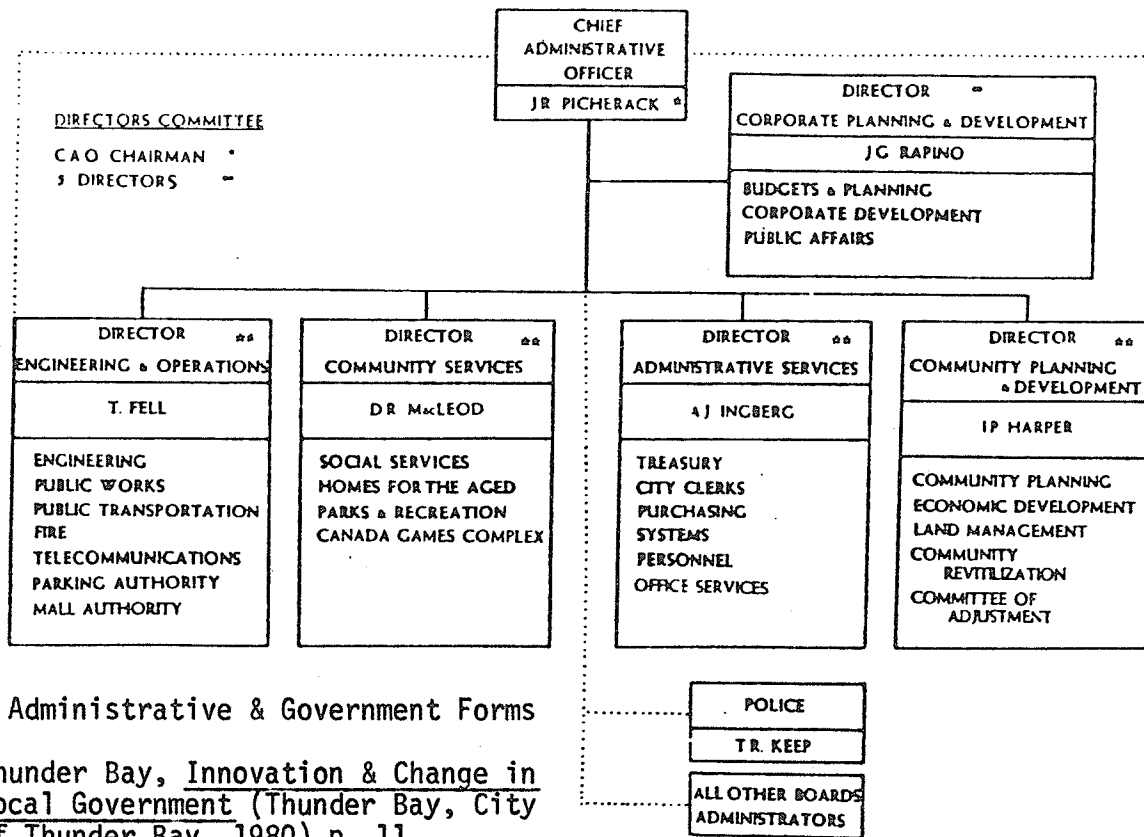 CHIEF
ADMINISTRATIVE
OFFICER
JR PICHERACK *
DIRECTORS COMMITTEE
CAO CHAIRMAN *
5 DIRECTORS **
DIRECTOR **
CORPORATE PLANNING & DEVELOPMENT
JG RAPINO
BUDGETS & PLANNING
CORPORATE DEVELOPMENT
PUBLIC AFFAIRS
DIRECTOR **
ENGINEERING & OPERATIONS
T. FELL
ENGINEERING
PUBLIC WORKS
PUBLIC TRANSPORTATION
FIRE
TELECOMMUNICATIONS
PARKING AUTHORITY
MALL AUTHORITY
DIRECTOR **
COMMUNITY SERVICES
DR MacLEOD
SOCIAL SERVICES
HOMES FOR THE AGED
PARKS & RECREATION
CANADA GAMES COMPLEX
DIRECTOR **
ADMINISTRATIVE SERVICES
AJ INGBERG
TREASURY
CITY CLERKS
PURCHASING
SYSTEMS
PERSONNEL
OFFICE SERVICES
DIRECTOR **
COMMUNITY PLANNING
& DEVELOPMENT
IP HARPER
COMMUNITY PLANNING
ECONOMIC DEVELOPMENT
LAND MANAGEMENT
COMMUNITY
REVITILIZATION
COMMITTEE OF
ADJUSTMENT
POLICE
TR. KEEP
ALL OTHER BOARDS
ADMINISTRATORS
Administrative & Government Forms
hunder Bay, Innovation & Change in
ocal Government (Thunder Bay, City
f Thunder Bay, 1980) p. 11